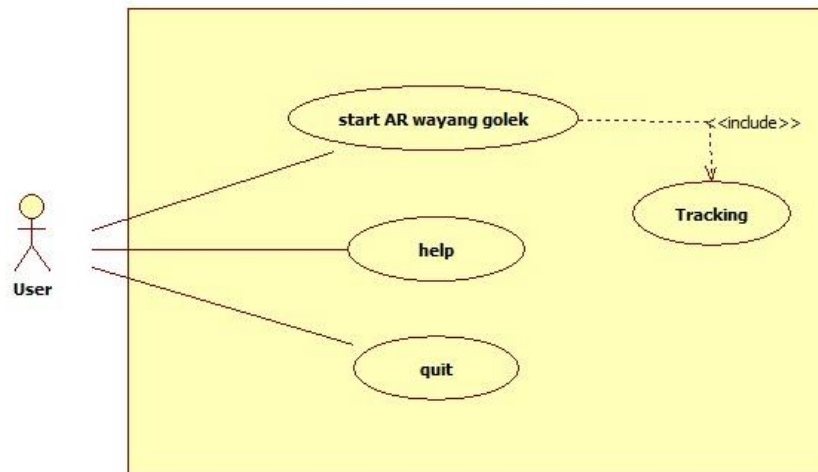 start AR wayang golek
<<include>>
Tracking
help
User
quit